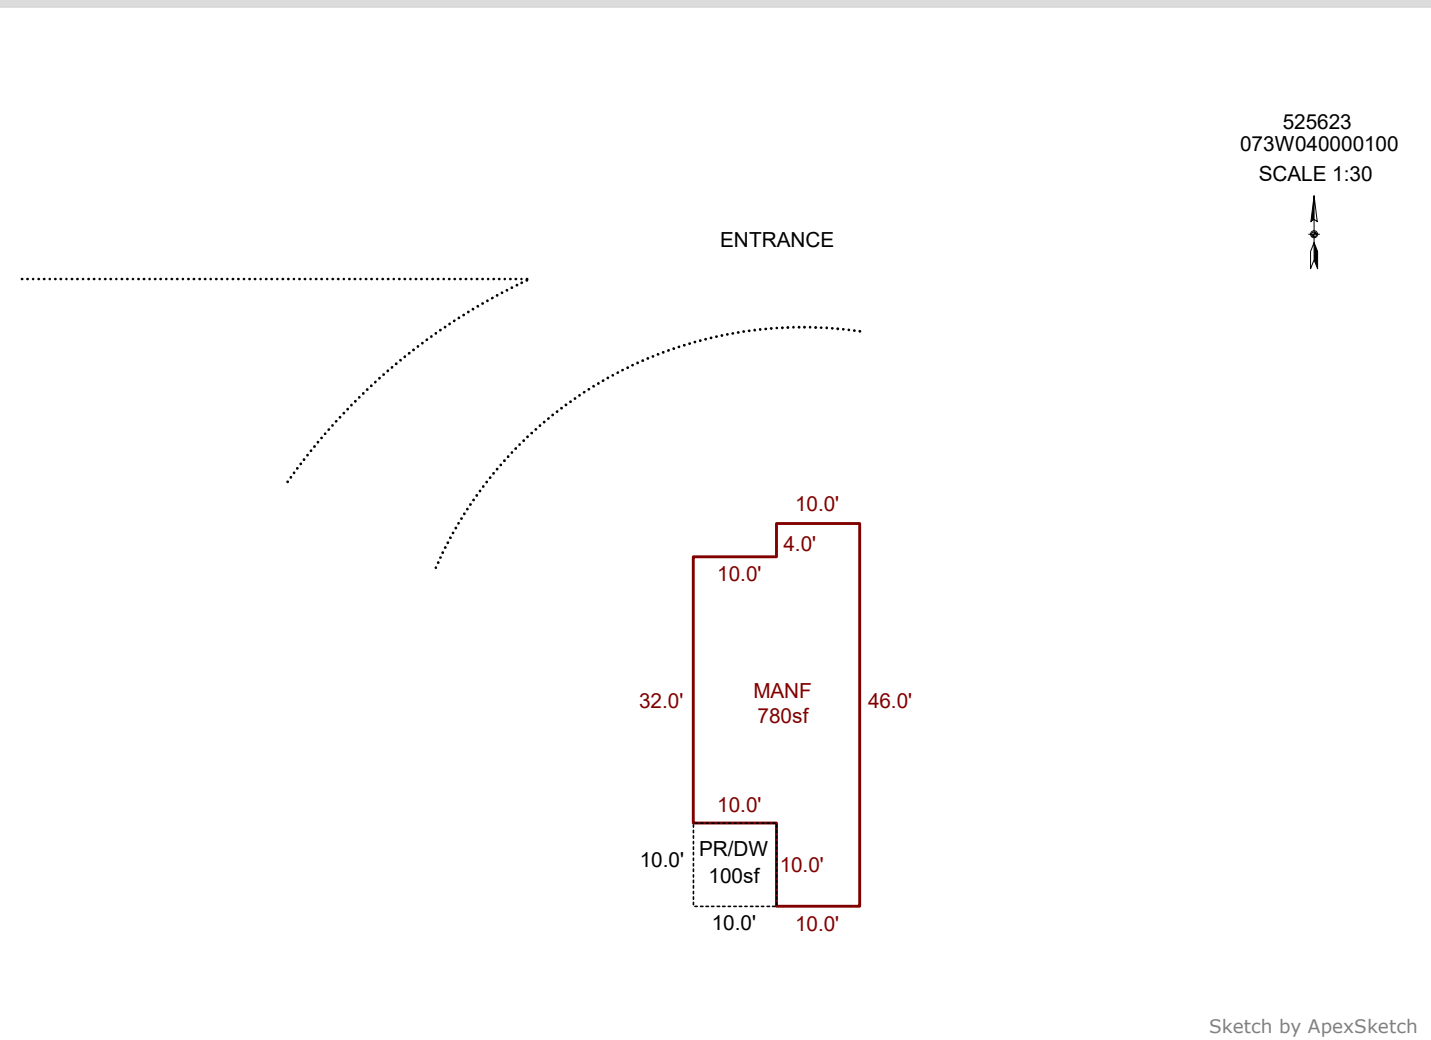 525623
073W040000100
SCALE 1:30
ENTRANCE
10.0'
4.0'
10.0'
32.0'
MANF
780sf
46.0'
10.0'
10.0'
PR/DW
100sf
10.0'
10.0'
10.0'
Sketch by ApexSketch